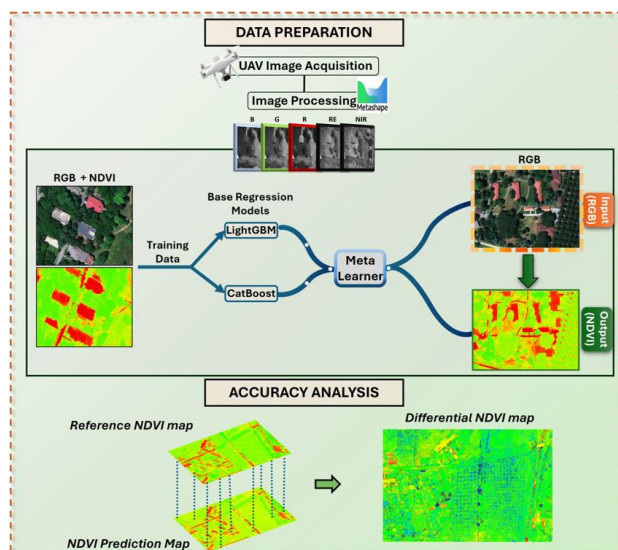 DATA PREPARATION
UAV Image Acquisition
Image Processing
Metashape
B G R RE NIR
RGB + NDVI
Training
Data
Base Regression
Models
LightGBM
CatBoost
Meta
Learner
RGB
Input
(RGB)
Output
(NDVI)
ACCURACY ANALYSIS
Reference NDVI map
NDVI Prediction Map
Differential NDVI map